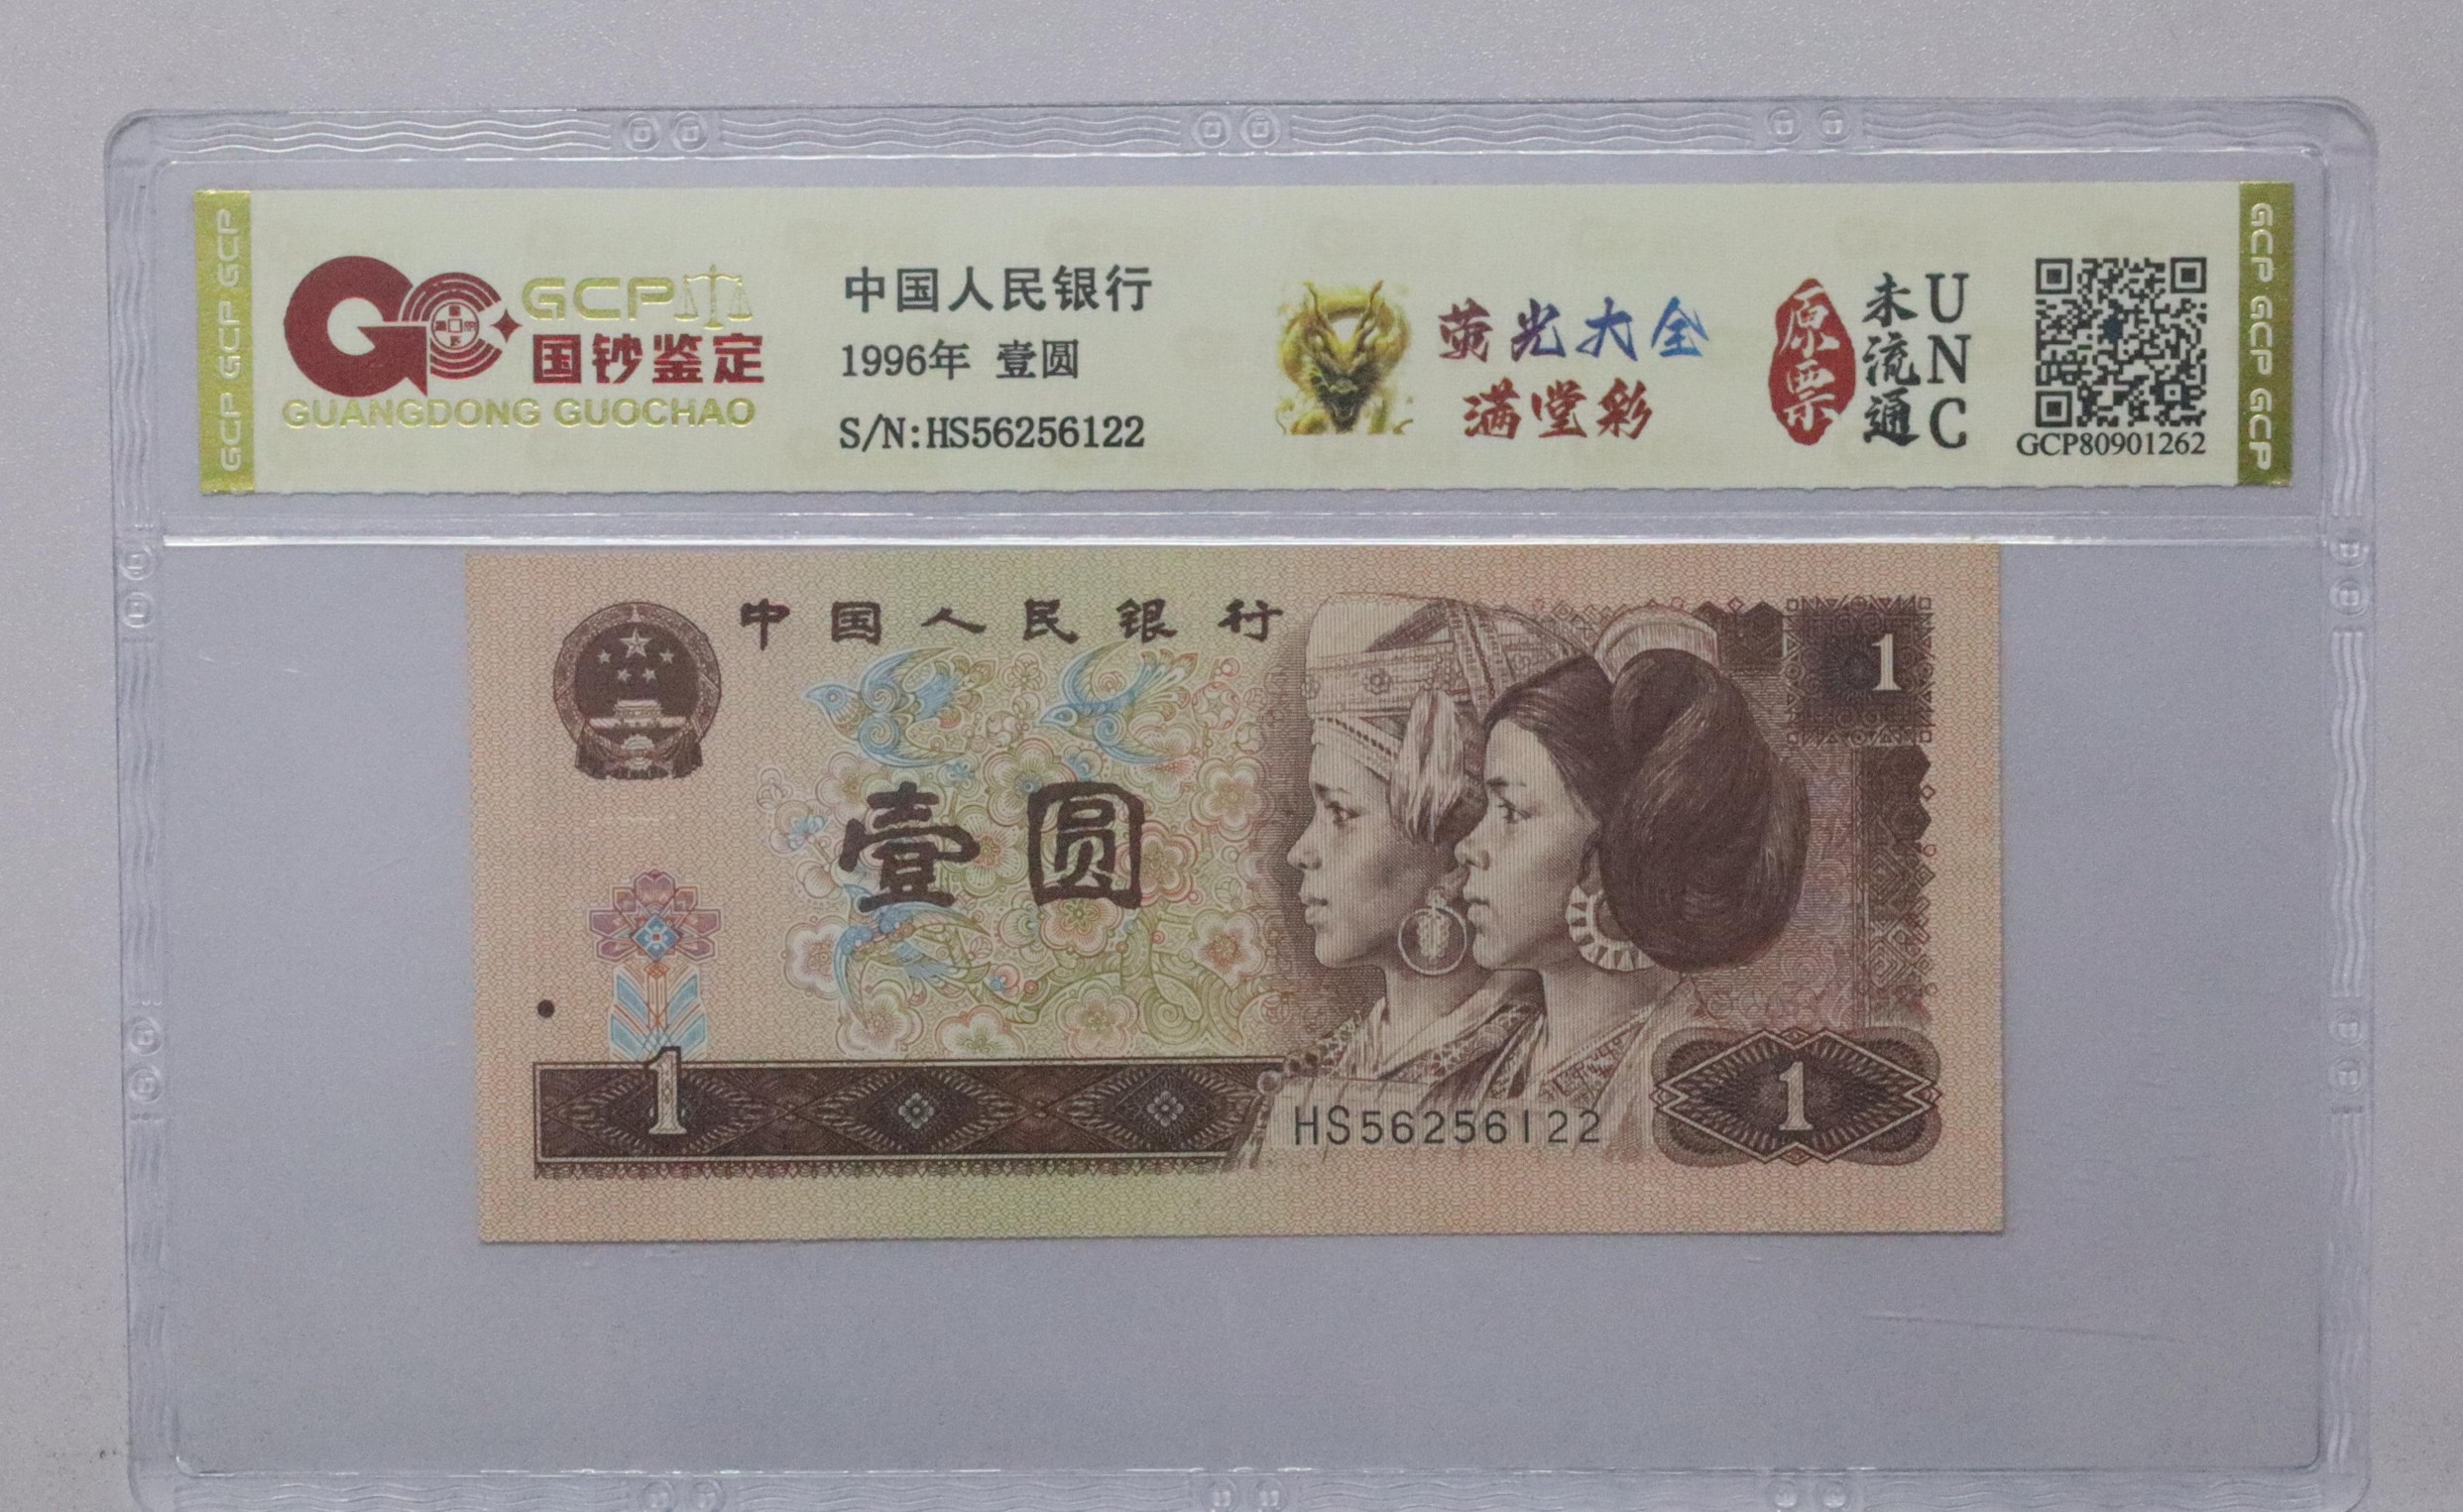 GCP GCP GCP
GCP
国钞鉴定
GUANGDONG GUOCHAO
中国人民银行
1996年 壹圆
S/N:HS56256122
荧光大全
满堂彩
原票
未流通
UNC
GCP80901262
GCP GCP GCP
中国人民银行
1
壹圆
1
HS56256122
1